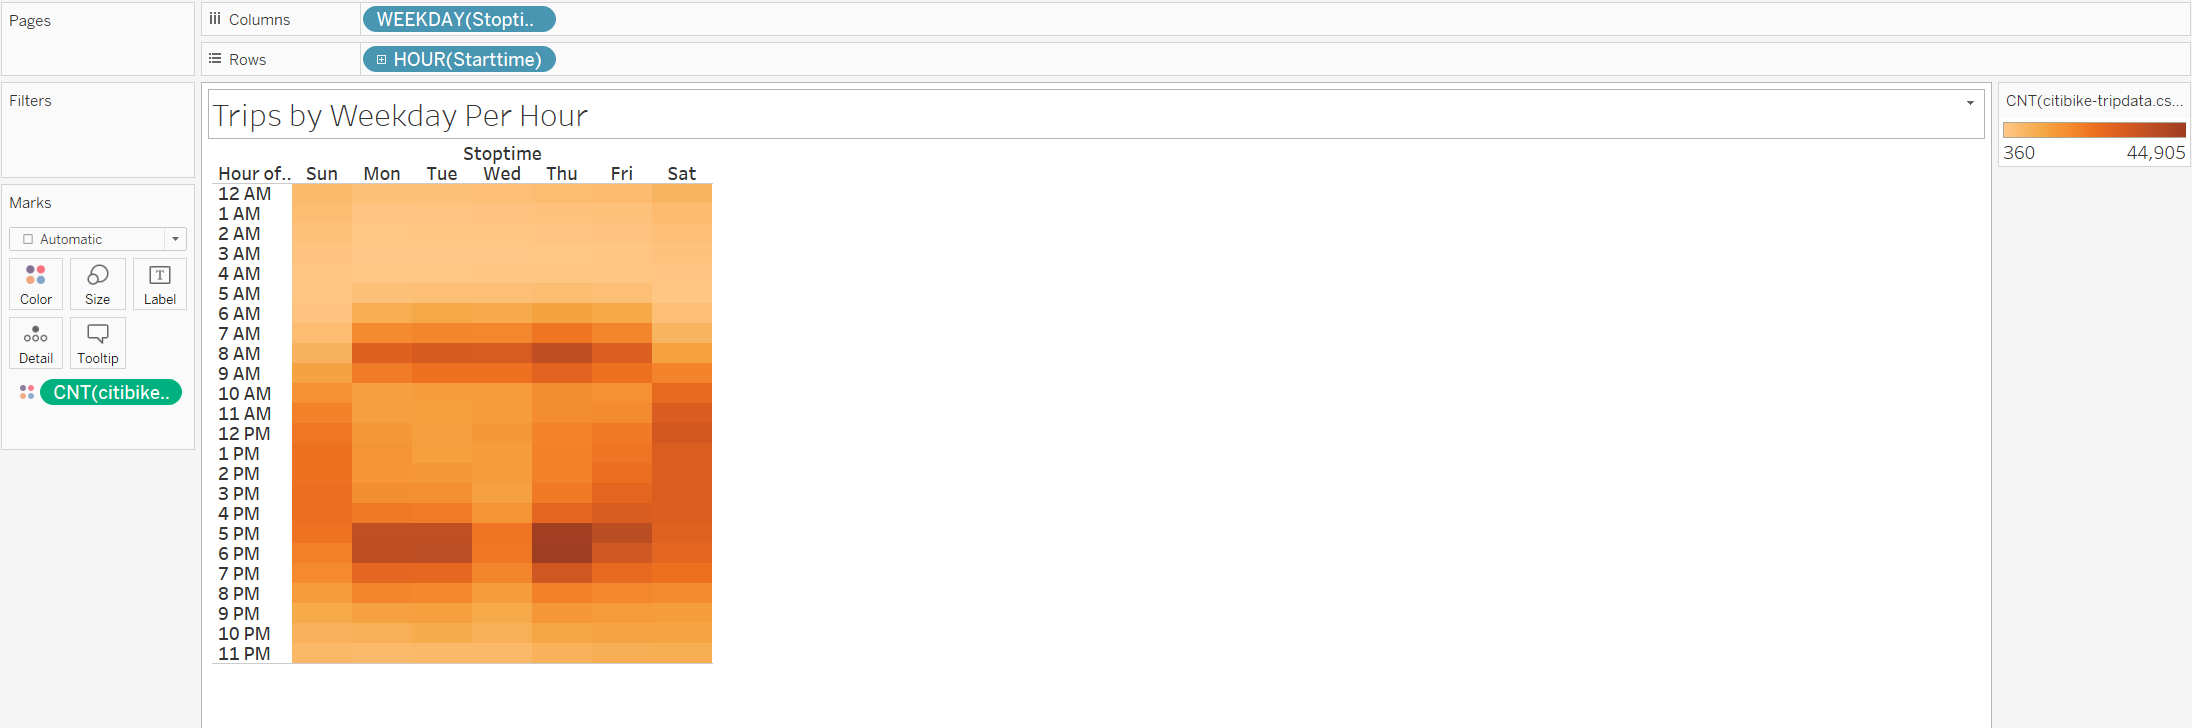 Pages
Columns
WEEKDAY(Stopti..
Rows
HOUR(Starttime)
Filters
Marks
Automatic
Color
Size
Label
Detail
Tooltip
CNT(citibike..
Trips by Weekday Per Hour
Stoptime
Hour of.. Sun Mon Tue Wed Thu Fri Sat
12 AM
1 AM
2 AM
3 AM
4 AM
5 AM
6 AM
7 AM
8 AM
9 AM
10 AM
11 AM
12 PM
1 PM
2 PM
3 PM
4 PM
5 PM
6 PM
7 PM
8 PM
9 PM
10 PM
11 PM
CNT(citibike-tripdata.cs...
360 44,905